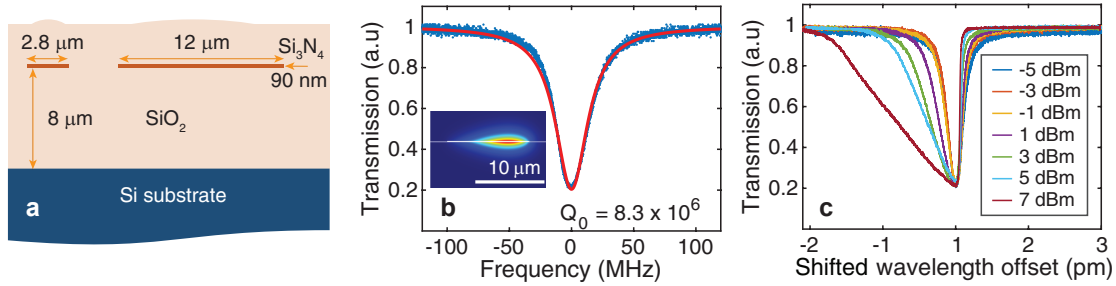 2.8 μm
12 μm
Si3N4
90 nm
8 μm
SiO2
Si substrate
a
Transmission (a.u)
1
0.8
0.6
0.4
0.2
10 μm
b
Q0 = 8.3 x 10^6
-100 -50 0 50 100
Frequency (MHz)
Transmission (a.u)
1
0.8
0.6
0.4
0.2
-5 dBm
-3 dBm
-1 dBm
1 dBm
3 dBm
5 dBm
7 dBm
c
-2 -1 1 2 3
Shifted wavelength offset (pm)